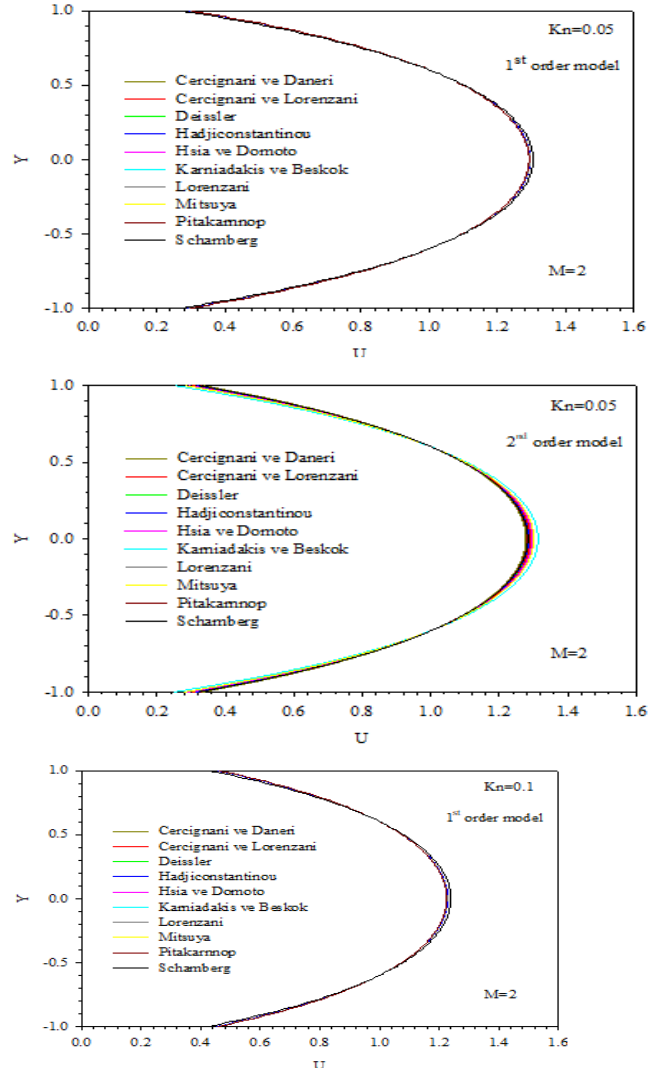 1.0
0.5
0.0
-0.5
-1.0
Y
Kn=0.05
1st order model
Cercignani ve Daneri
Cercignani ve Lorenzani
Deissler
Hadjiconstantinou
Hsia ve Domoto
Karniadakis ve Beskok
Lorenzani
Mitsuya
Pitakarnnop
Schamberg
M=2
0.0 0.2 0.4 0.6 0.8 1.0 1.2 1.4 1.6
U
1.0
0.5
0.0
-0.5
-1.0
Y
Kn=0.05
2nd order model
Cercignani ve Daneri
Cercignani ve Lorenzani
Deissler
Hadjiconstantinou
Hsia ve Domoto
Karniadakis ve Beskok
Lorenzani
Mitsuya
Pitakarnnop
Schamberg
M=2
0.0 0.2 0.4 0.6 0.8 1.0 1.2 1.4 1.6
U
1.0
0.5
0.0
-0.5
-1.0
Y
Kn=0.1
1st order model
Cercignani ve Daneri
Cercignani ve Lorenzani
Deissler
Hadjiconstantinou
Hsia ve Domoto
Karniadakis ve Beskok
Lorenzani
Mitsuya
Pitakarnnop
Schamberg
M=2
0.0 0.2 0.4 0.6 0.8 1.0 1.2 1.4 1.6
U